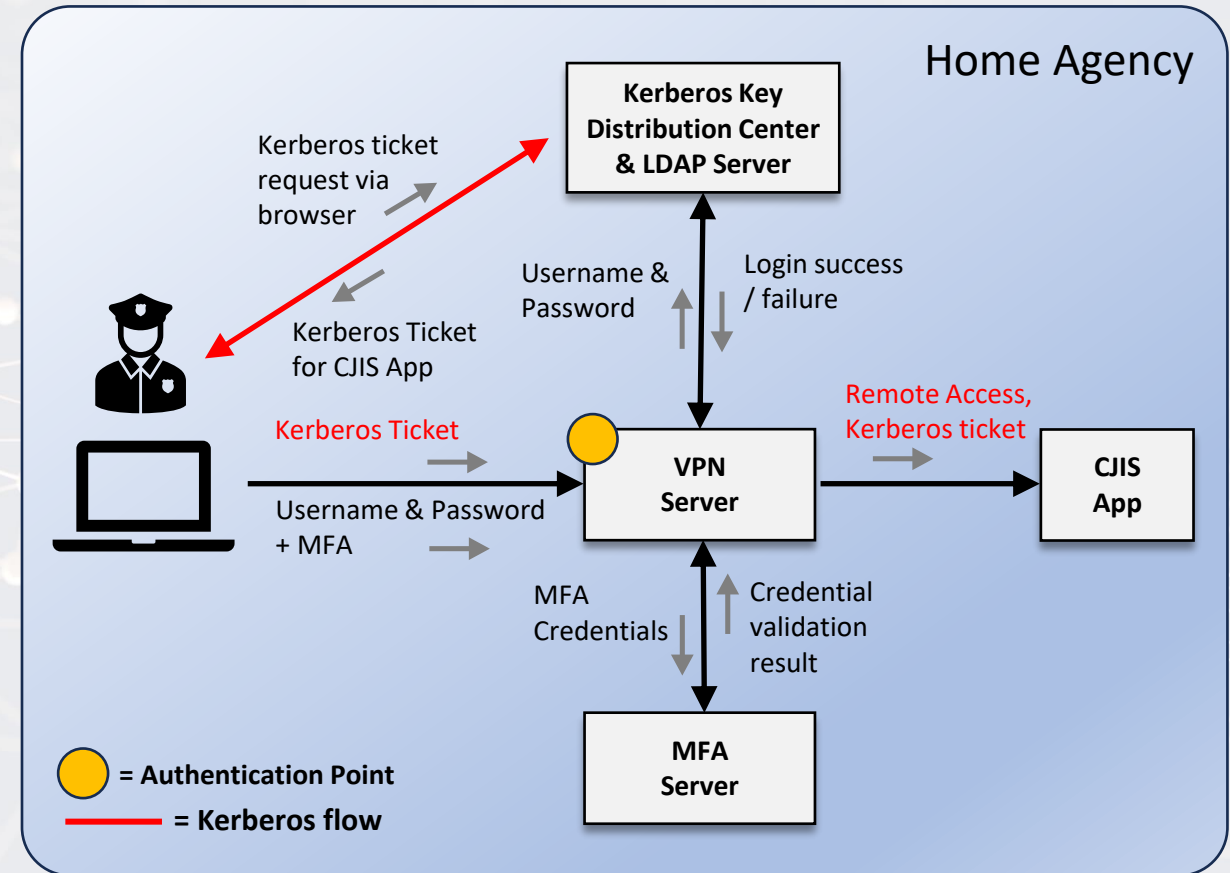 Home Agency
Kerberos Key
Distribution Center
& LDAP Server
Kerberos ticket
request via
browser
Username &
Password
Login success
/ failure
Kerberos Ticket
for CJIS App
Kerberos Ticket
Username & Password
+ MFA
VPN
Server
Remote Access,
Kerberos ticket
CJIS
App
MFA
Credentials
Credential
validation
result
MFA
Server
= Authentication Point
= Kerberos flow